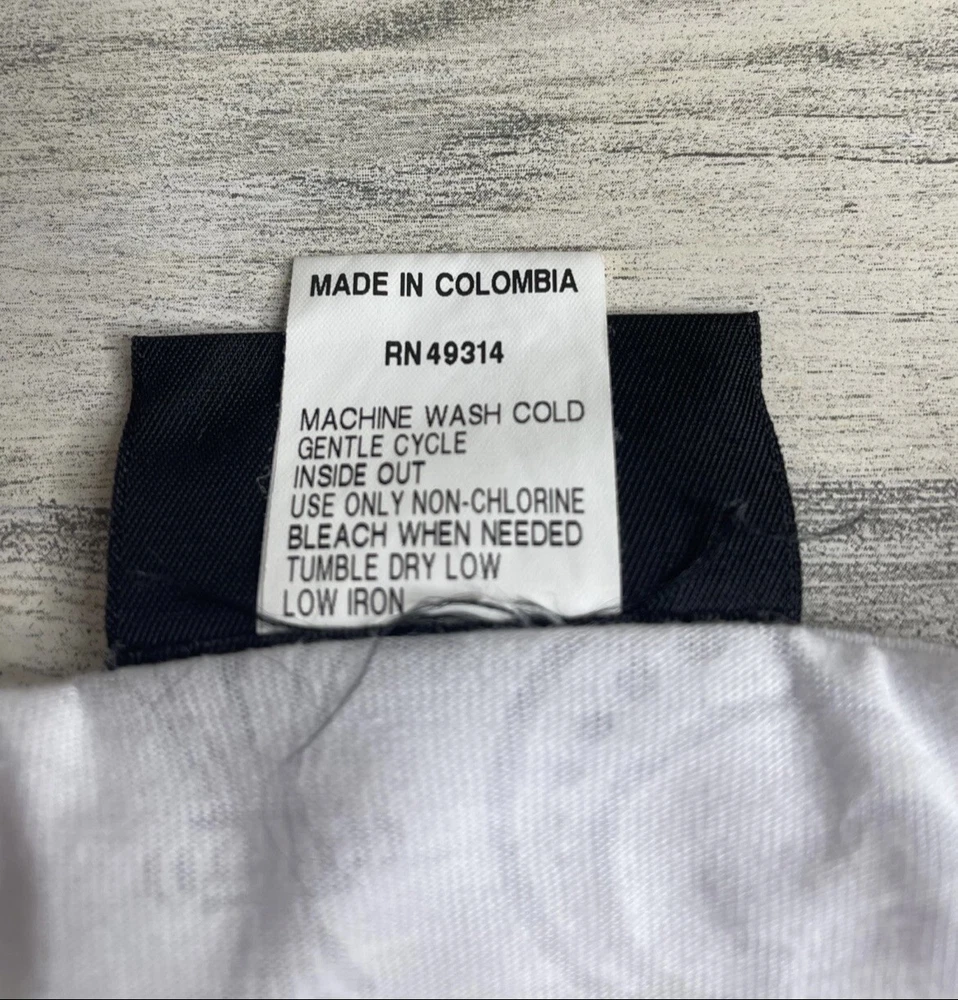 MADE IN COLOMBIA
RN 49314
MACHINE WASH COLD
GENTLE CYCLE
INSIDE OUT
USE ONLY NON-CHLORINE
BLEACH WHEN NEEDED
TUMBLE DRY LOW
LOW IRON